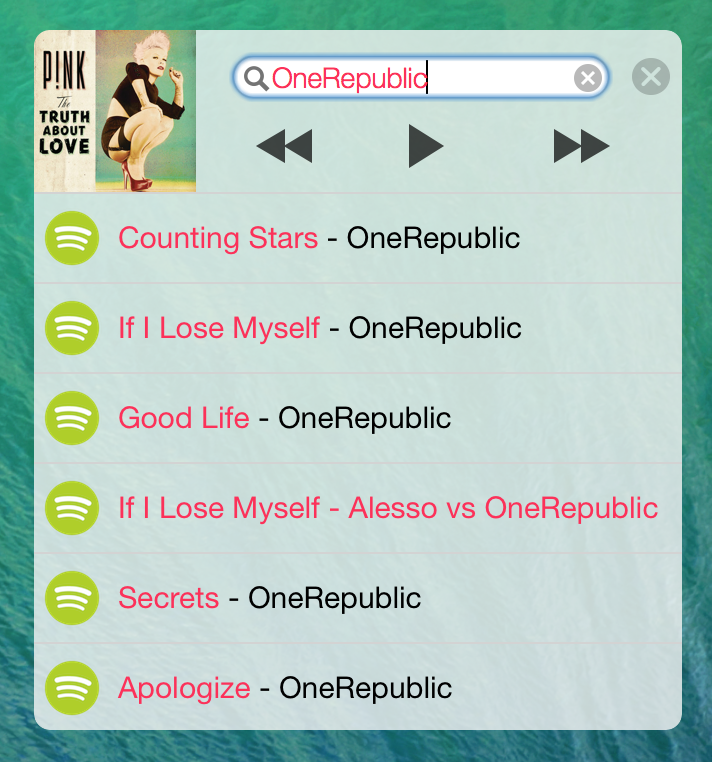 P!NK
The
TRUTH
ABOUT
LOVE
OneRepublic
Counting Stars - OneRepublic
If I Lose Myself - OneRepublic
Good Life - OneRepublic
If I Lose Myself - Alesso vs OneRepublic
Secrets - OneRepublic
Apologize - OneRepublic